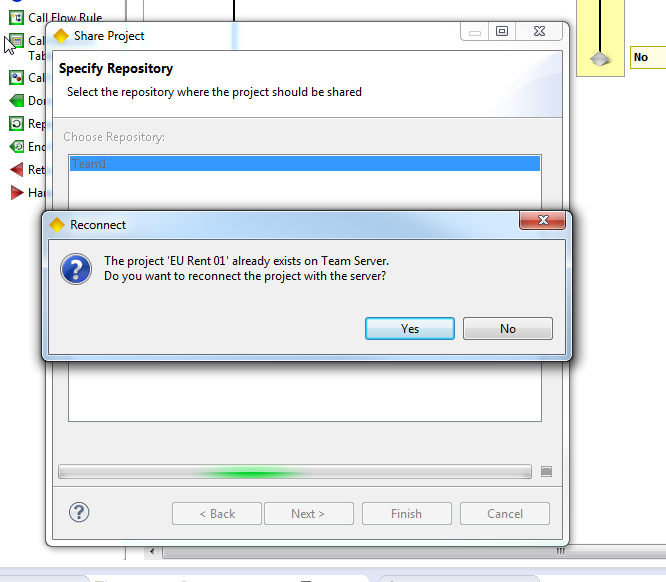 Call Flow Rule
Share Project
Cal
Tab
No
Specify Repository
Cal
Select the repository where the project should be shared
Don
Rep
Choose Repository:
End
Team1
Ret
Han
Reconnect
The project 'EU Rent 01' already exists on Team Server.
Do you want to reconnect the project with the server?
Yes
No
?
< Back
Next >
Finish
Cancel